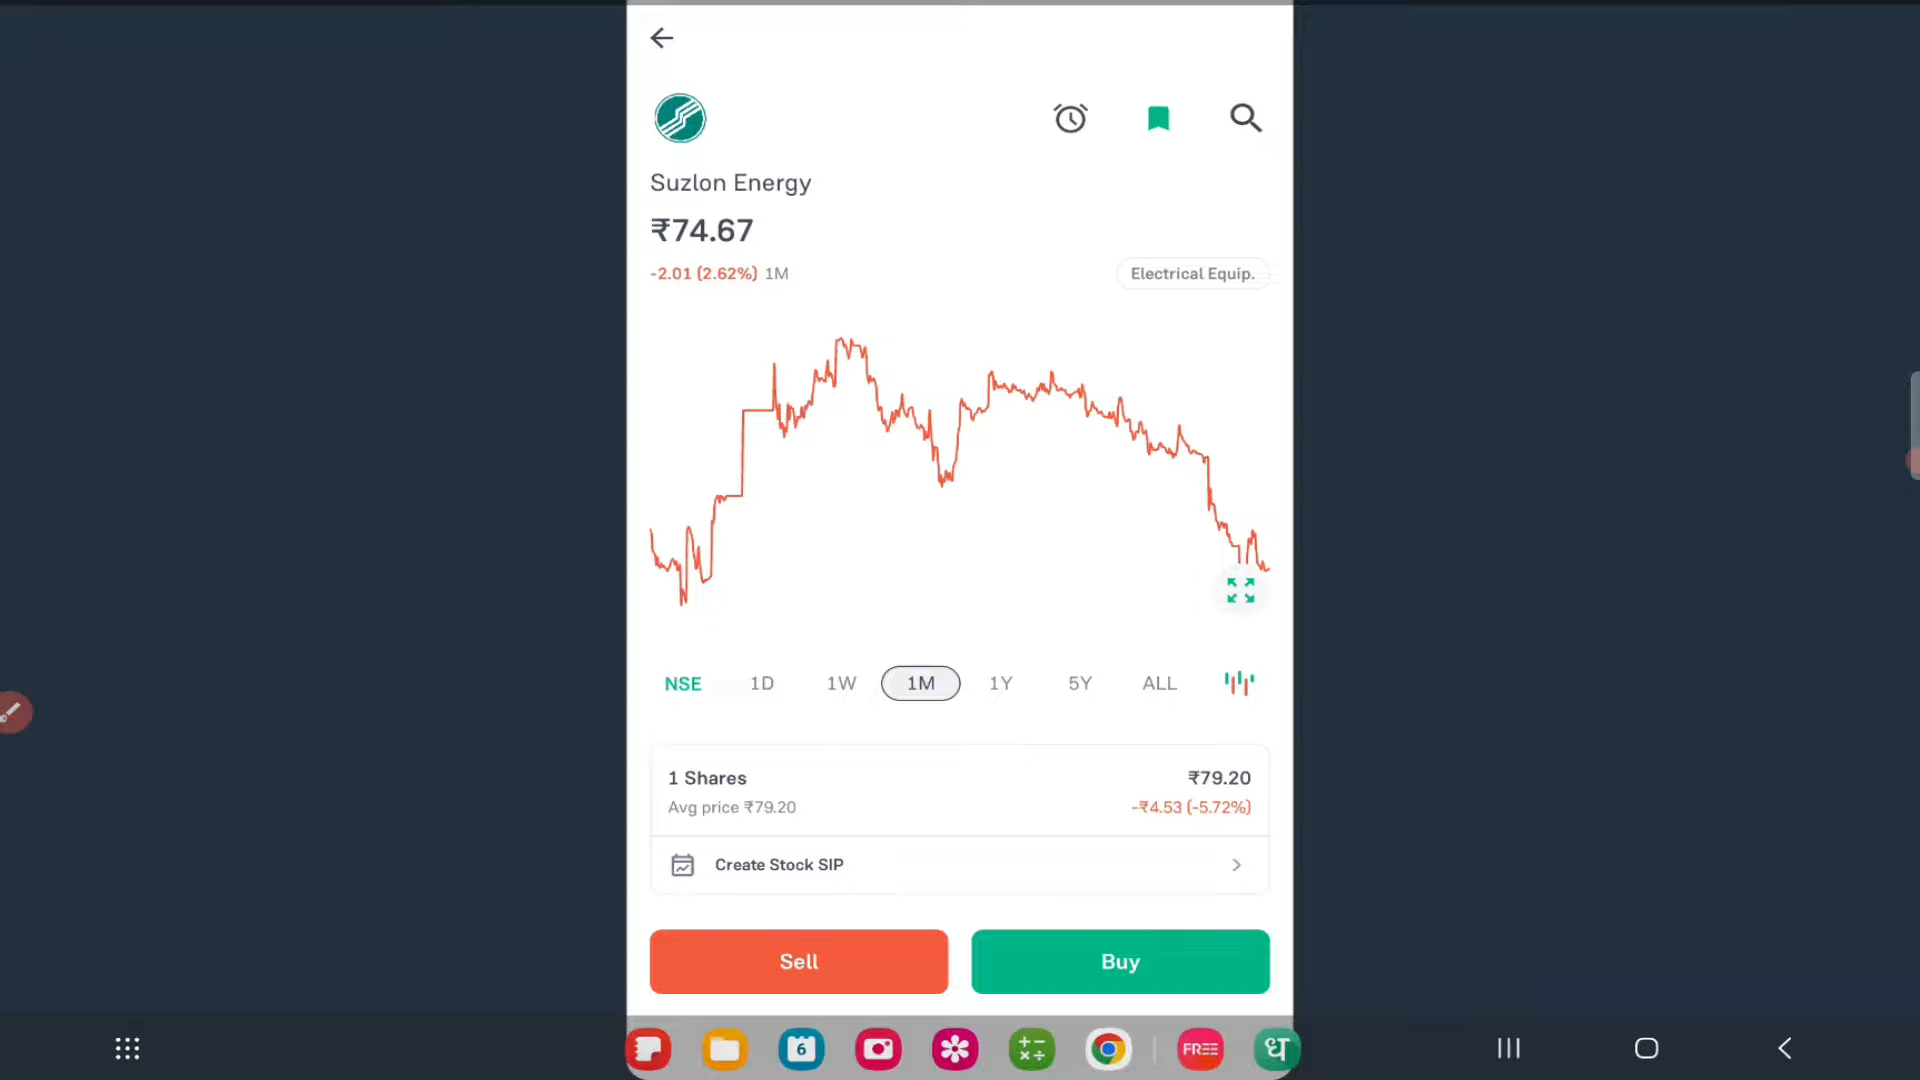 Suzlon Energy
₹74.67
-2.01 (2.62%) 1M
Electrical Equip.
NSE 1D 1W 1M 1Y 5Y ALL
1 Shares ₹79.20
Avg price ₹79.20 -₹4.53 (-5.72%)
Create Stock SIP
Sell Buy
6 FREE ध